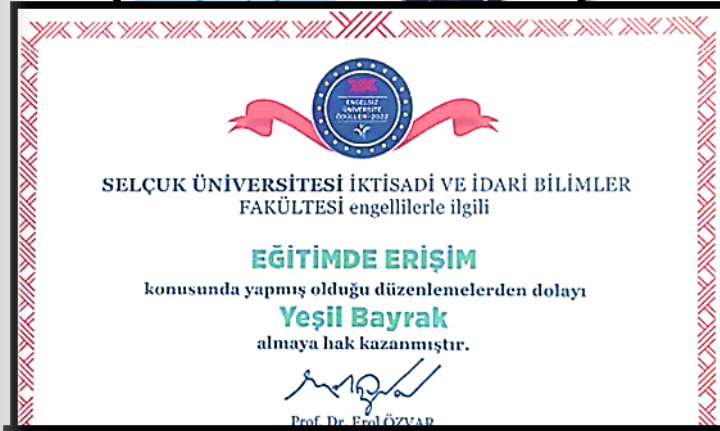 ENGELSİZ
ÜNİVERSİTE
ÖDÜLLERİ-2022
SELÇUK ÜNİVERSİTESİ İKTİSADİ VE İDARİ BİLİMLER
FAKÜLTESİ engellilerle ilgili
EĞİTİMDE ERİŞİM
konusunda yapmış olduğu düzenlemelerden dolayı
Yeşil Bayrak
almaya hak kazanmıştır.
Prof. Dr. Erol ÖZVAR